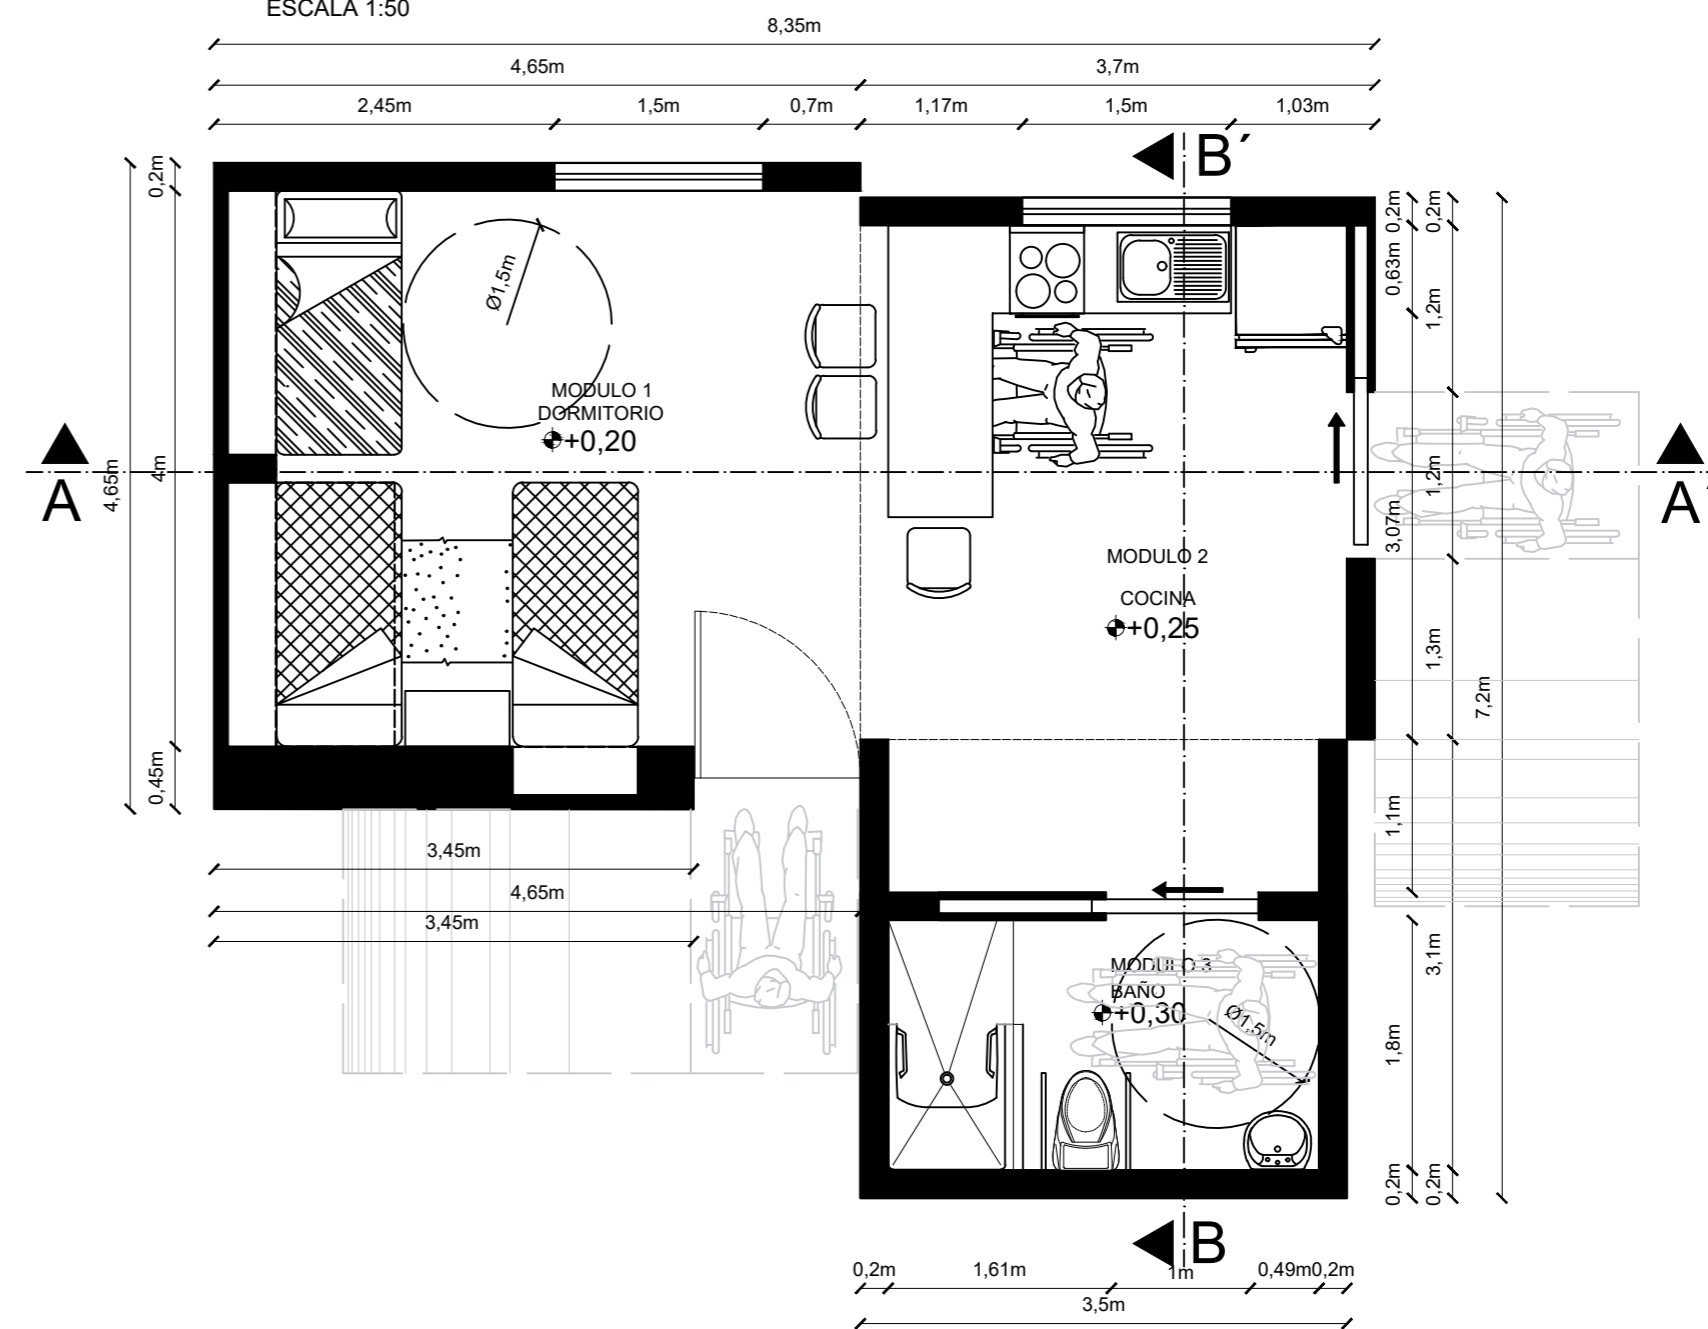 ESCALA 1:50
8,35m
4,65m
3,7m
2,45m
1,5m
0,7m
1,17m
1,5m
1,03m
B´
0,2m
4m
4,65m
0,45m
Ø1,5m
MODULO 1
DORMITORIO
+0,20
A
A´
0,2m
0,2m
0,63m
1,2m
1,2m
3,07m
1,3m
7,2m
1,1m
3,1m
1,8m
0,2m
0,2m
MODULO 2
COCINA
+0,25
3,45m
4,65m
3,45m
MODULO 3
BAÑO
+0,30
Ø1,5m
B
0,2m
1,61m
1m
0,49m
0,2m
3,5m